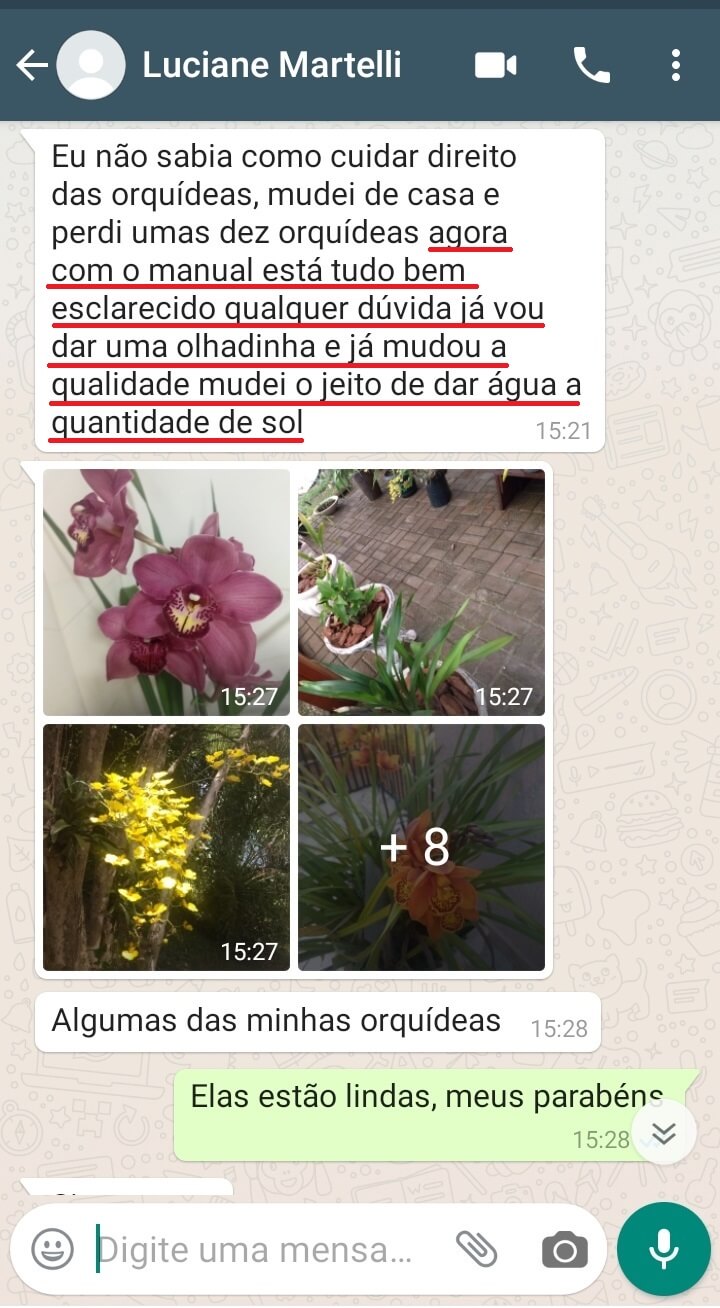 Luciane Martelli
Eu não sabia como cuidar direito
das orquídeas, mudei de casa e
perdi umas dez orquídeas agora
com o manual está tudo bem
esclarecido qualquer dúvida já vou
dar uma olhadinha e já mudou a
qualidade mudei o jeito de dar água a
quantidade de sol
15:21
15:27
15:27
15:27
+ 8
Algumas das minhas orquídeas
15:28
Elas estão lindas, meus parabéns
15:28
Digite uma mensa...